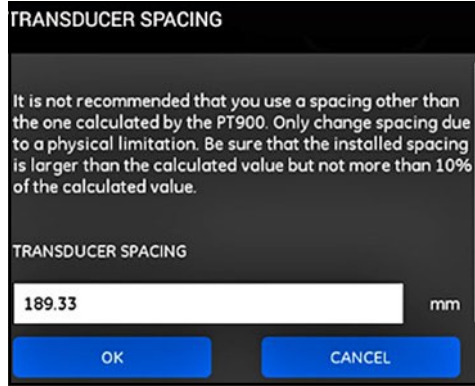 TRANSDUCER SPACING
It is not recommended that you use a spacing other than
the one calculated by the PT900. Only change spacing due
to a physical limitation. Be sure that the installed spacing
is larger than the calculated value but not more than 10%
of the calculated value.
TRANSDUCER SPACING
189.33 mm
OK CANCEL